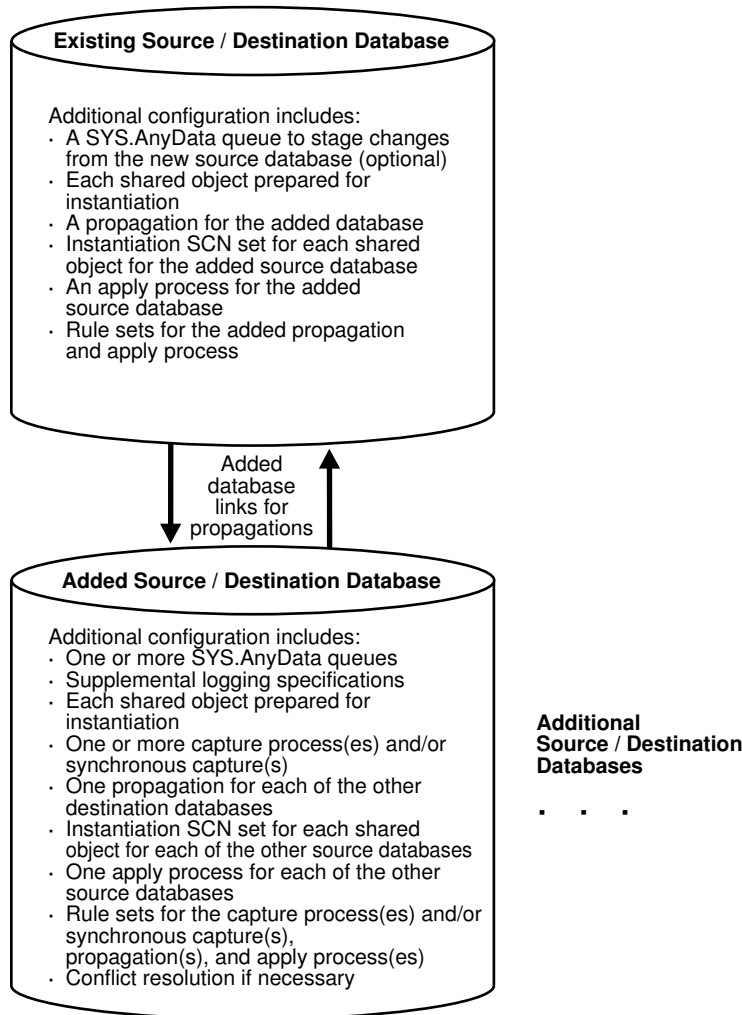 Existing Source / Destination Database
Additional configuration includes:
· A SYS.AnyData queue to stage changes
from the new source database (optional)
· Each shared object prepared for
instantiation
· A propagation for the added database
· Instantiation SCN set for each shared
object for the added source database
· An apply process for the added
source database
· Rule sets for the added propagation
and apply process
Added
database
links for
propagations
Added Source / Destination Database
Additional configuration includes:
· One or more SYS.AnyData queues
· Supplemental logging specifications
· Each shared object prepared for
instantiation
· One or more capture process(es) and/or
synchronous capture(s)
· One propagation for each of the other
destination databases
· Instantiation SCN set for each shared
object for each of the other source databases
· One apply process for each of the other
source databases
· Rule sets for the capture process(es) and/or
synchronous capture(s),
propagation(s), and apply process(es)
· Conflict resolution if necessary
Additional
Source / Destination
Databases
. . .